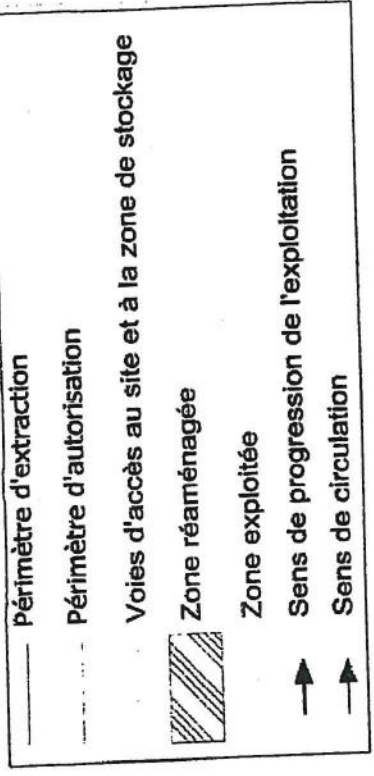 Périmètre d'extraction
Périmètre d'autorisation
Voies d'accès au site et à la zone de stockage
Zone réaménagée
Zone exploitée
Sens de progression de l'exploitation
Sens de circulation